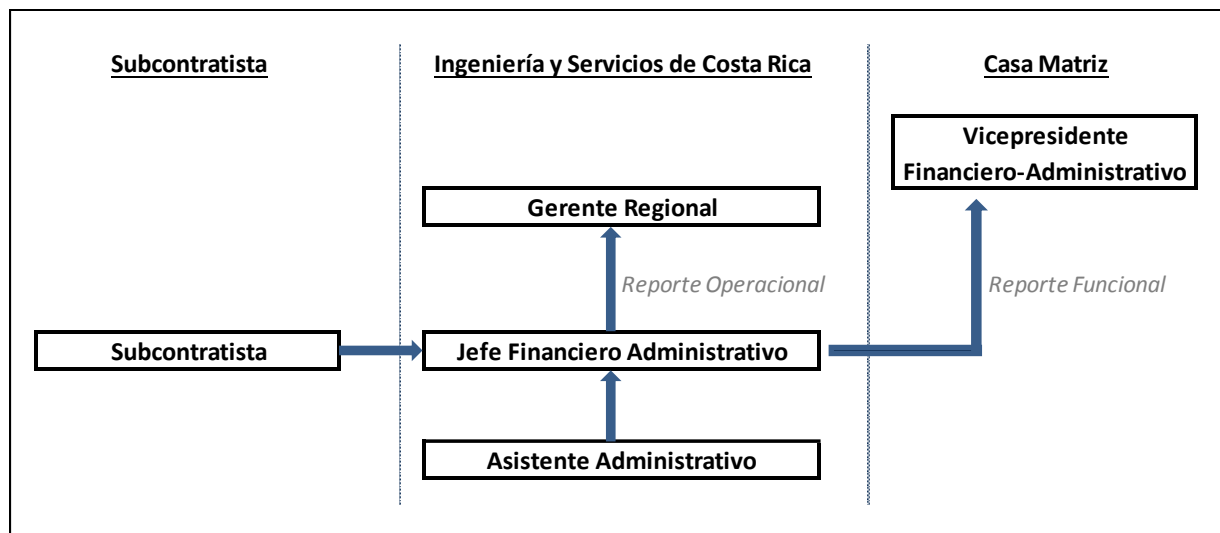 Subcontratista
Ingeniería y Servicios de Costa Rica
Casa Matriz
Vicepresidente
Financiero-Administrativo
Gerente Regional
Reporte Operacional
Reporte Funcional
Subcontratista
Jefe Financiero Administrativo
Asistente Administrativo